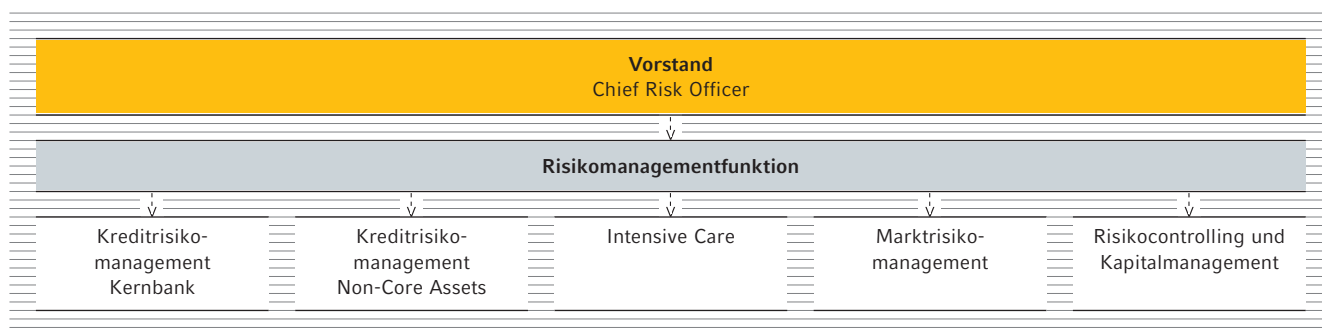 Vorstand
Chief Risk Officer
Risikomanagementfunktion
Kreditrisiko-
management
Kernbank
Kreditrisiko-
management
Non-Core Assets
Intensive Care
Marktrisiko-
management
Risikocontrolling und
Kapitalmanagement